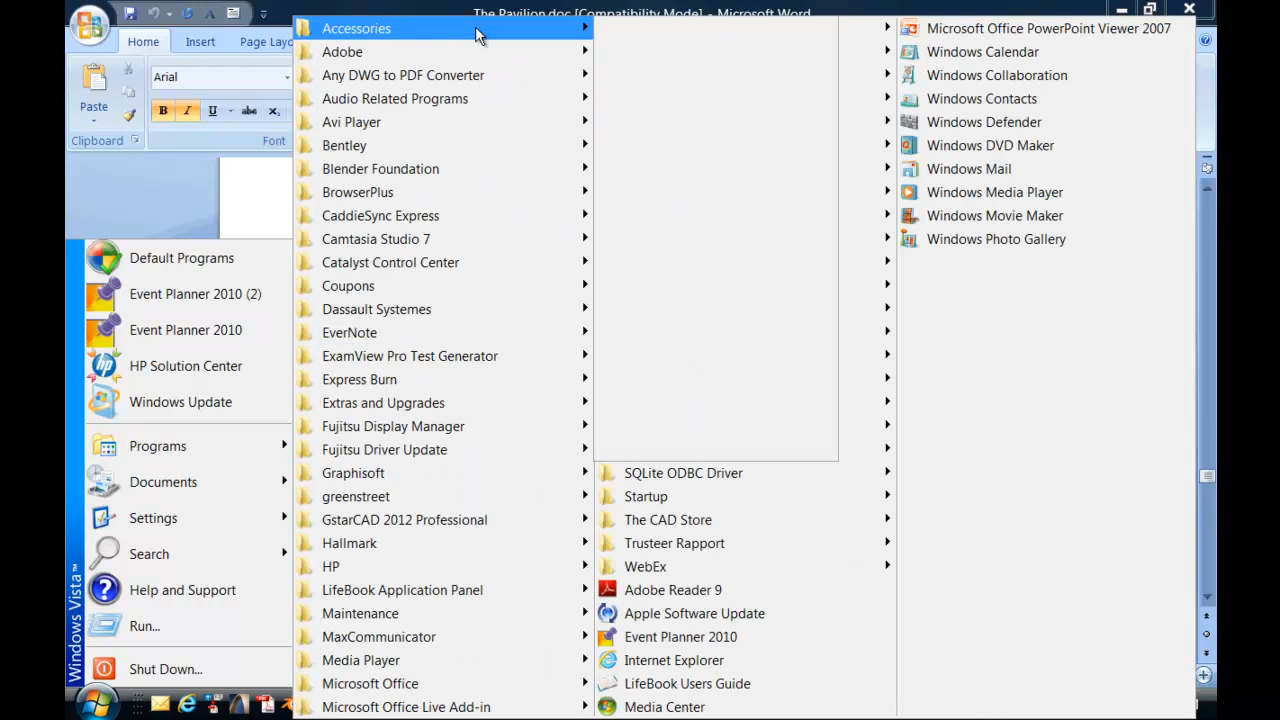 The Pavilion.doc [Compatibility Mode] - Microsoft Word
Home
Insert
Page Layou
Arial
Paste
B I U abc x
Clipboard
Font
Default Programs
Event Planner 2010 (2)
Event Planner 2010
HP Solution Center
Windows Update
Programs
Documents
Settings
Search
Help and Support
Run...
Shut Down...
Windows Vista™
Accessories
Adobe
Any DWG to PDF Converter
Audio Related Programs
Avi Player
Bentley
Blender Foundation
BrowserPlus
CaddieSync Express
Camtasia Studio 7
Catalyst Control Center
Coupons
Dassault Systemes
EverNote
ExamView Pro Test Generator
Express Burn
Extras and Upgrades
Fujitsu Display Manager
Fujitsu Driver Update
Graphisoft
greenstreet
GstarCAD 2012 Professional
Hallmark
HP
LifeBook Application Panel
Maintenance
MaxCommunicator
Media Player
Microsoft Office
Microsoft Office Live Add-in
SQLite ODBC Driver
Startup
The CAD Store
Trusteer Rapport
WebEx
Adobe Reader 9
Apple Software Update
Event Planner 2010
Internet Explorer
LifeBook Users Guide
Media Center
Microsoft Office PowerPoint Viewer 2007
Windows Calendar
Windows Collaboration
Windows Contacts
Windows Defender
Windows DVD Maker
Windows Mail
Windows Media Player
Windows Movie Maker
Windows Photo Gallery